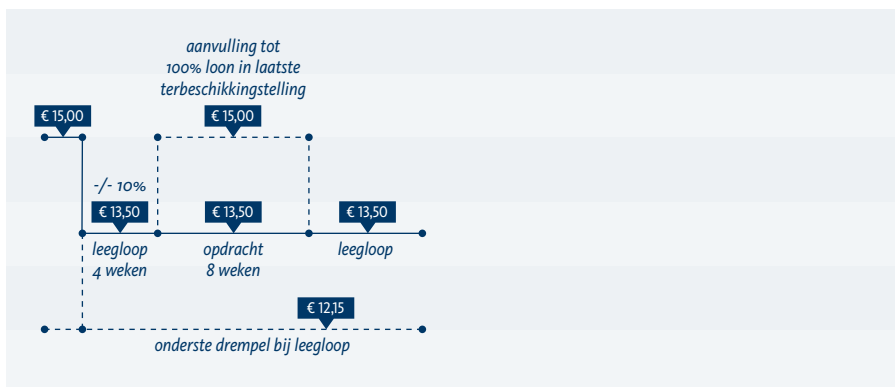 aanvulling tot
100% loon in laatste
terbeschikkingstelling
€ 15,00
€ 15,00
-/- 10%
€ 13,50
€ 13,50
€ 13,50
leegloop
4 weken
opdracht
8 weken
leegloop
€ 12,15
onderste drempel bij leegloop